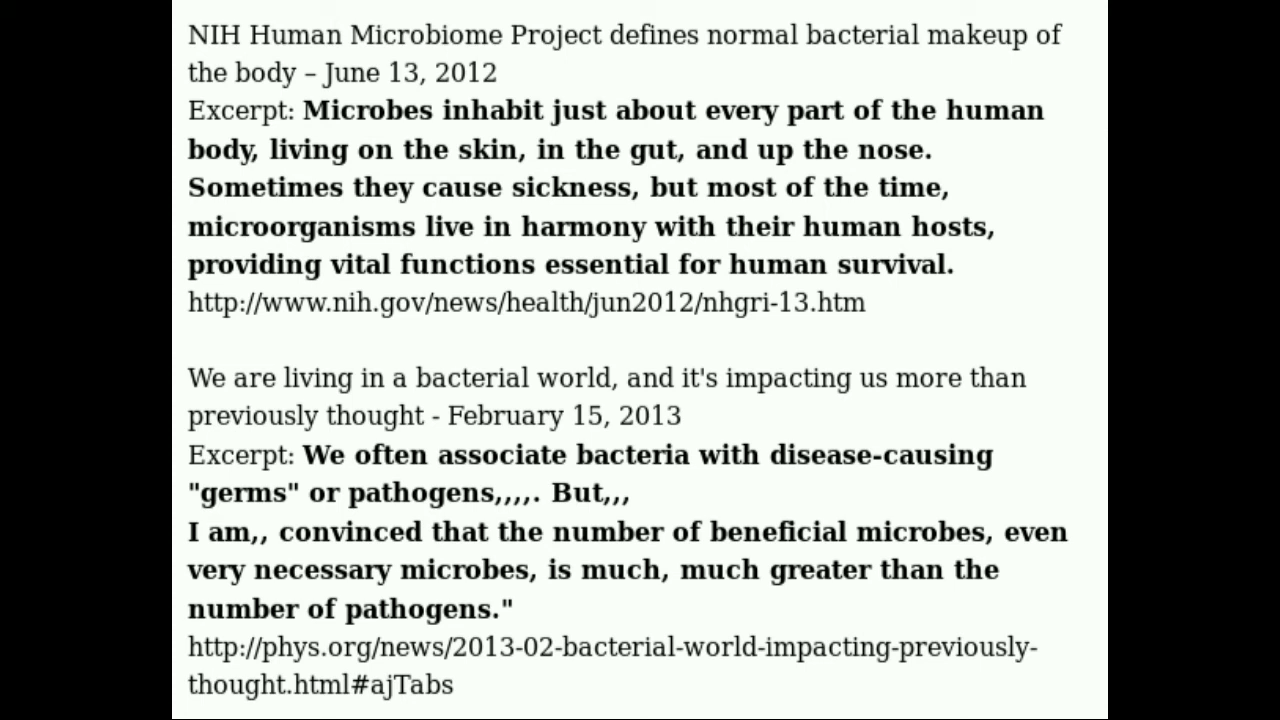 NIH Human Microbiome Project defines normal bacterial makeup of
the body – June 13, 2012
Excerpt: Microbes inhabit just about every part of the human
body, living on the skin, in the gut, and up the nose.
Sometimes they cause sickness, but most of the time,
microorganisms live in harmony with their human hosts,
providing vital functions essential for human survival.
http://www.nih.gov/news/health/jun2012/nhgri-13.htm
We are living in a bacterial world, and it's impacting us more than
previously thought - February 15, 2013
Excerpt: We often associate bacteria with disease-causing
"germs" or pathogens,,,,. But,,,
I am,, convinced that the number of beneficial microbes, even
very necessary microbes, is much, much greater than the
number of pathogens."
http://phys.org/news/2013-02-bacterial-world-impacting-previously-
thought.html#ajTabs